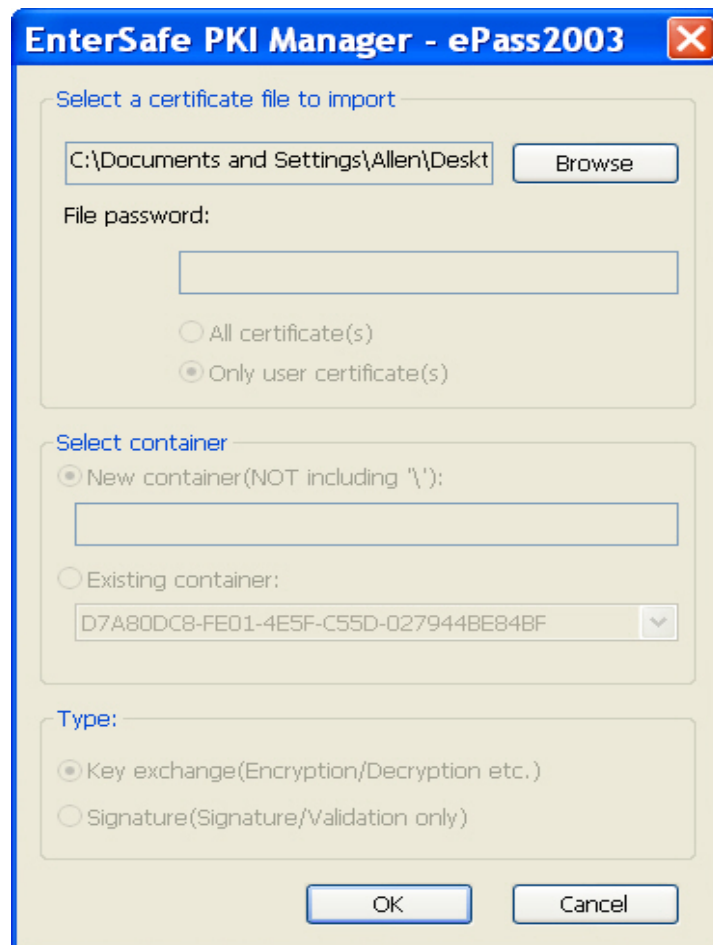 EnterSafe PKI Manager - ePass2003
Select a certificate file to import
C:\Documents and Settings\Allen\Deskt
Browse
File password:
All certificate(s)
Only user certificate(s)
Select container
New container(NOT including '\'):
Existing container:
D7A80DC8-FE01-4E5F-C55D-027944BE84BF
Type:
Key exchange(Encryption/Decryption etc.)
Signature(Signature/Validation only)
OK
Cancel